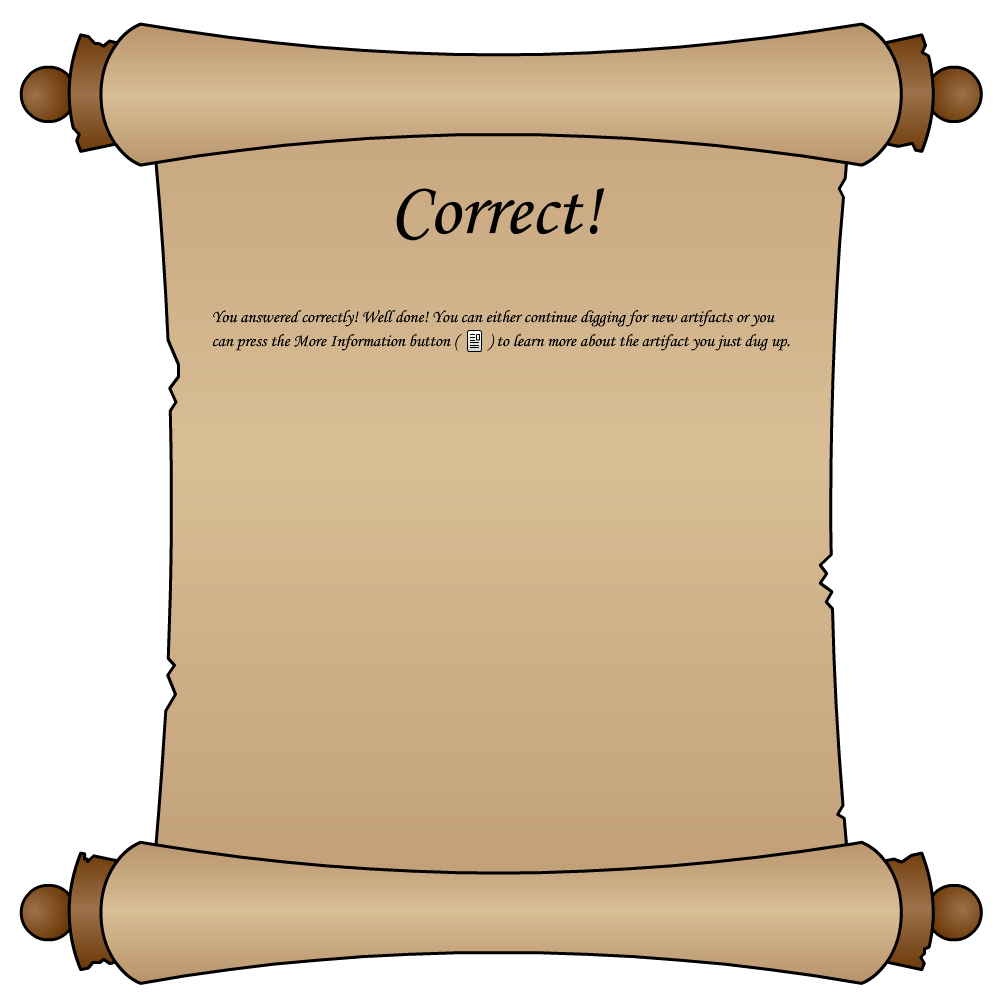 Correct!
You answered correctly! Well done! You can either continue digging for new artifacts or you
can press the More Information button ( ) to learn more about the artifact you just dug up.